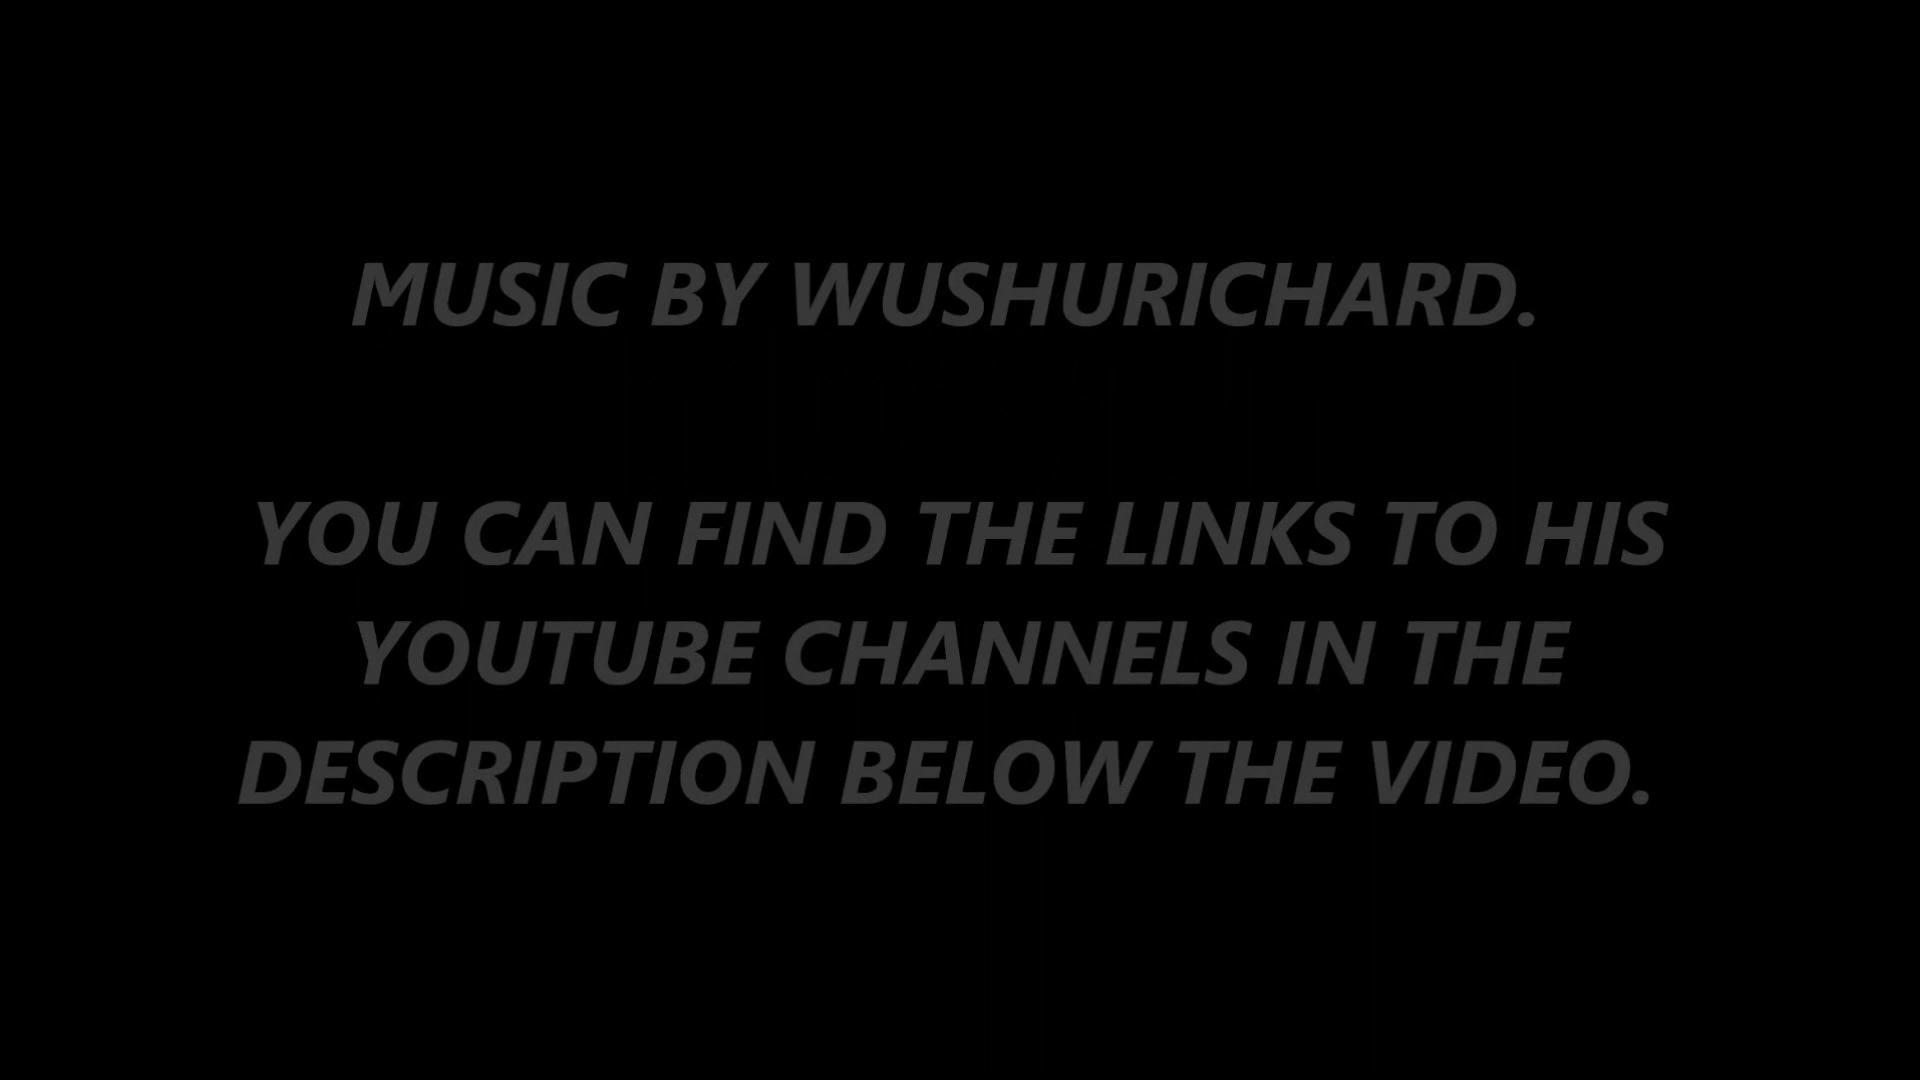 MUSIC BY WUSHURICHARD.
YOU CAN FIND THE LINKS TO HIS
YOUTUBE CHANNELS IN THE
DESCRIPTION BELOW THE VIDEO.